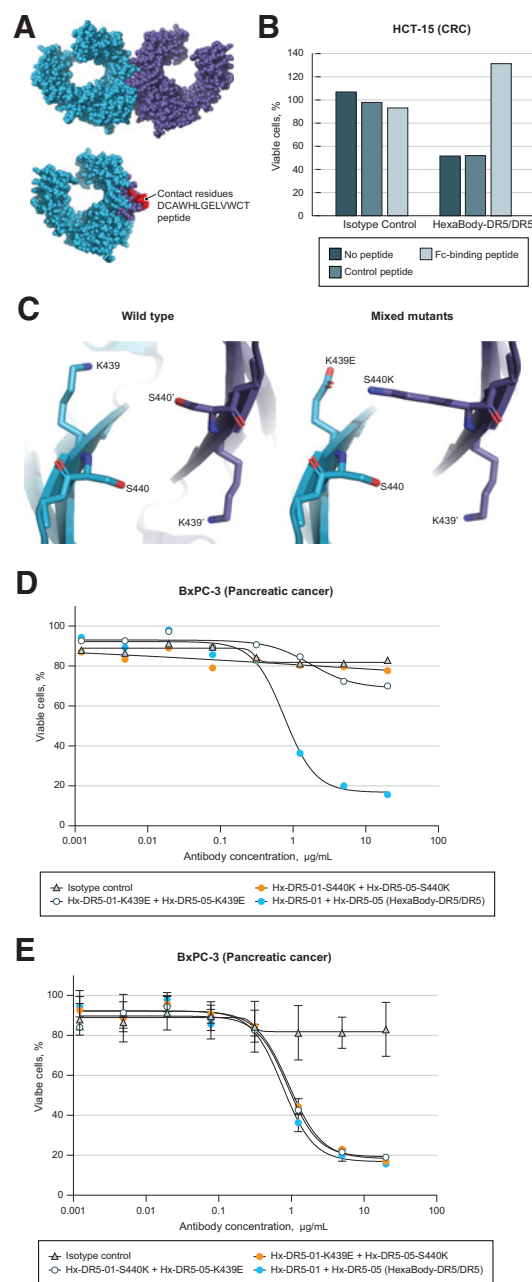 A
Contact residues
DCAWHLGELVWCT
peptide
B
HCT-15 (CRC)
Viable cells, %
140
120
100
80
60
40
20
0
Isotype Control
HexaBody-DR5/DR5
No peptide
Fc-binding peptide
Control peptide
C
Wild type
Mixed mutants
K439
S440'
S440
K439'
K439E
S440K
S440
K439'
D
BxPC-3 (Pancreatic cancer)
Viable cells, %
100
80
60
40
20
0
0.001
0.01
0.1
1
10
100
Antibody concentration, µg/mL
Isotype control
Hx-DR5-01-S440K + Hx-DR5-05-S440K
Hx-DR5-01-K439E + Hx-DR5-05-K439E
Hx-DR5-01 + Hx-DR5-05 (HexaBody-DR5/DR5)
E
BxPC-3 (Pancreatic cancer)
Vialbe cells, %
100
80
60
40
20
0
0.001
0.01
0.1
1
10
100
Antibody concentration, µg/mL
Isotype control
Hx-DR5-01-K439E + Hx-DR5-05-S440K
Hx-DR5-01-S440K + Hx-DR5-05-K439E
Hx-DR5-01 + Hx-DR5-05 (HexaBody-DR5/DR5)